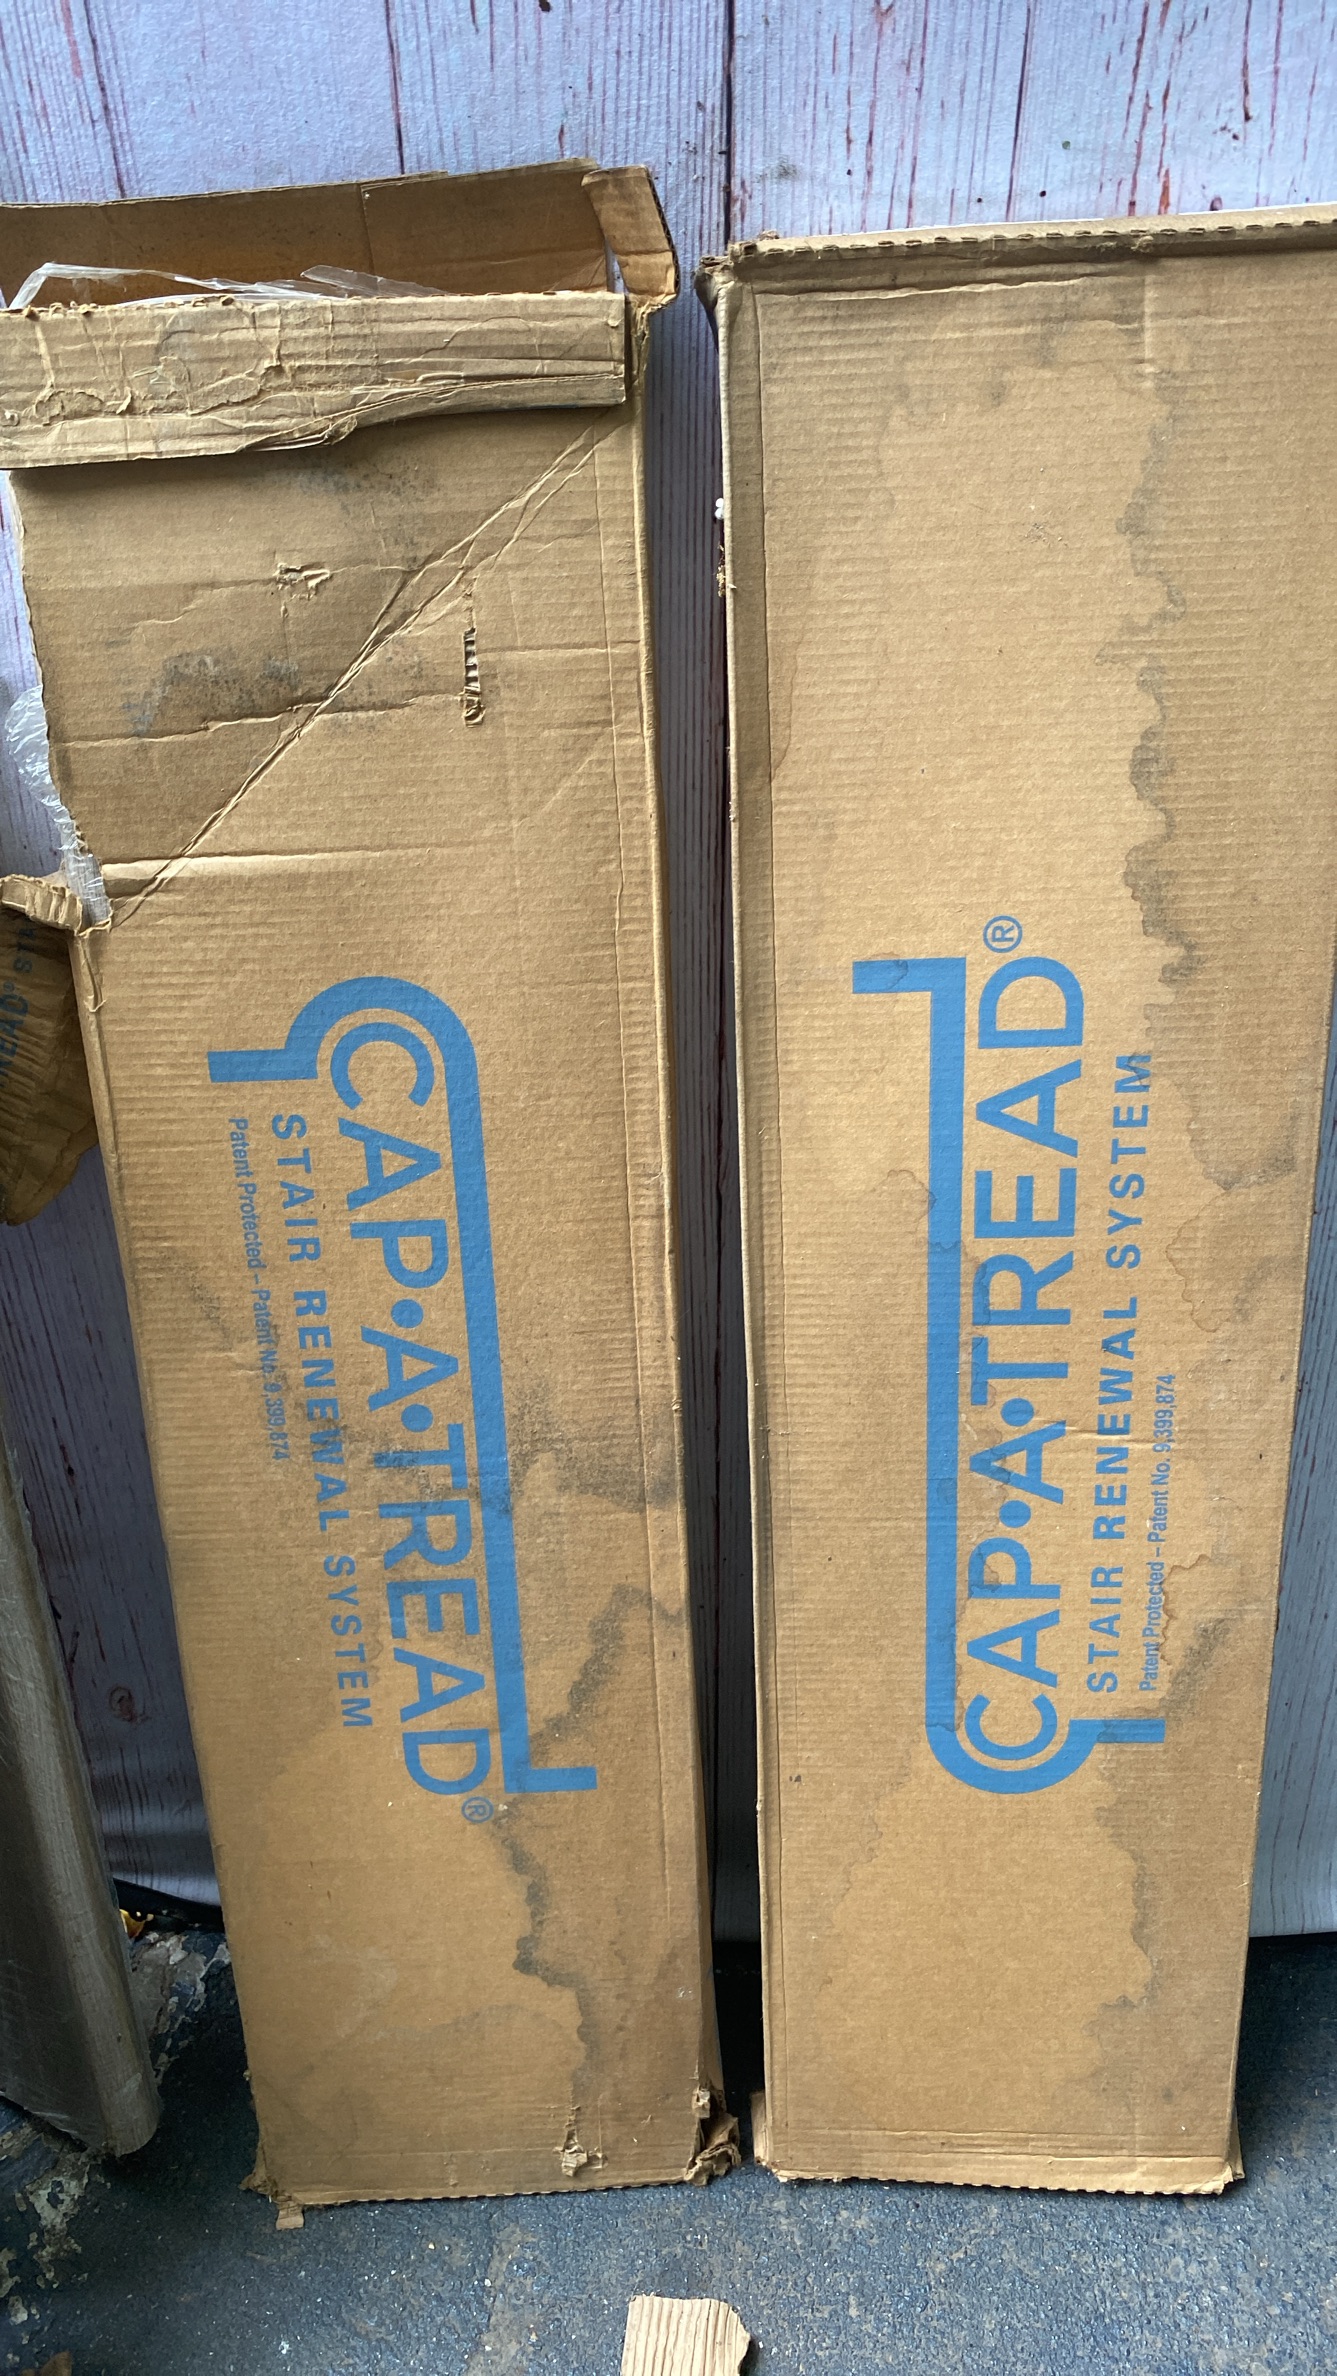 CAP•A•TREAD®
STAIR RENEWAL SYSTEM
Patent Protected – Patent No. 9,399,874
CAP•A•TREAD®
STAIR RENEWAL SYSTEM
Patent Protected – Patent No. 9,399,874